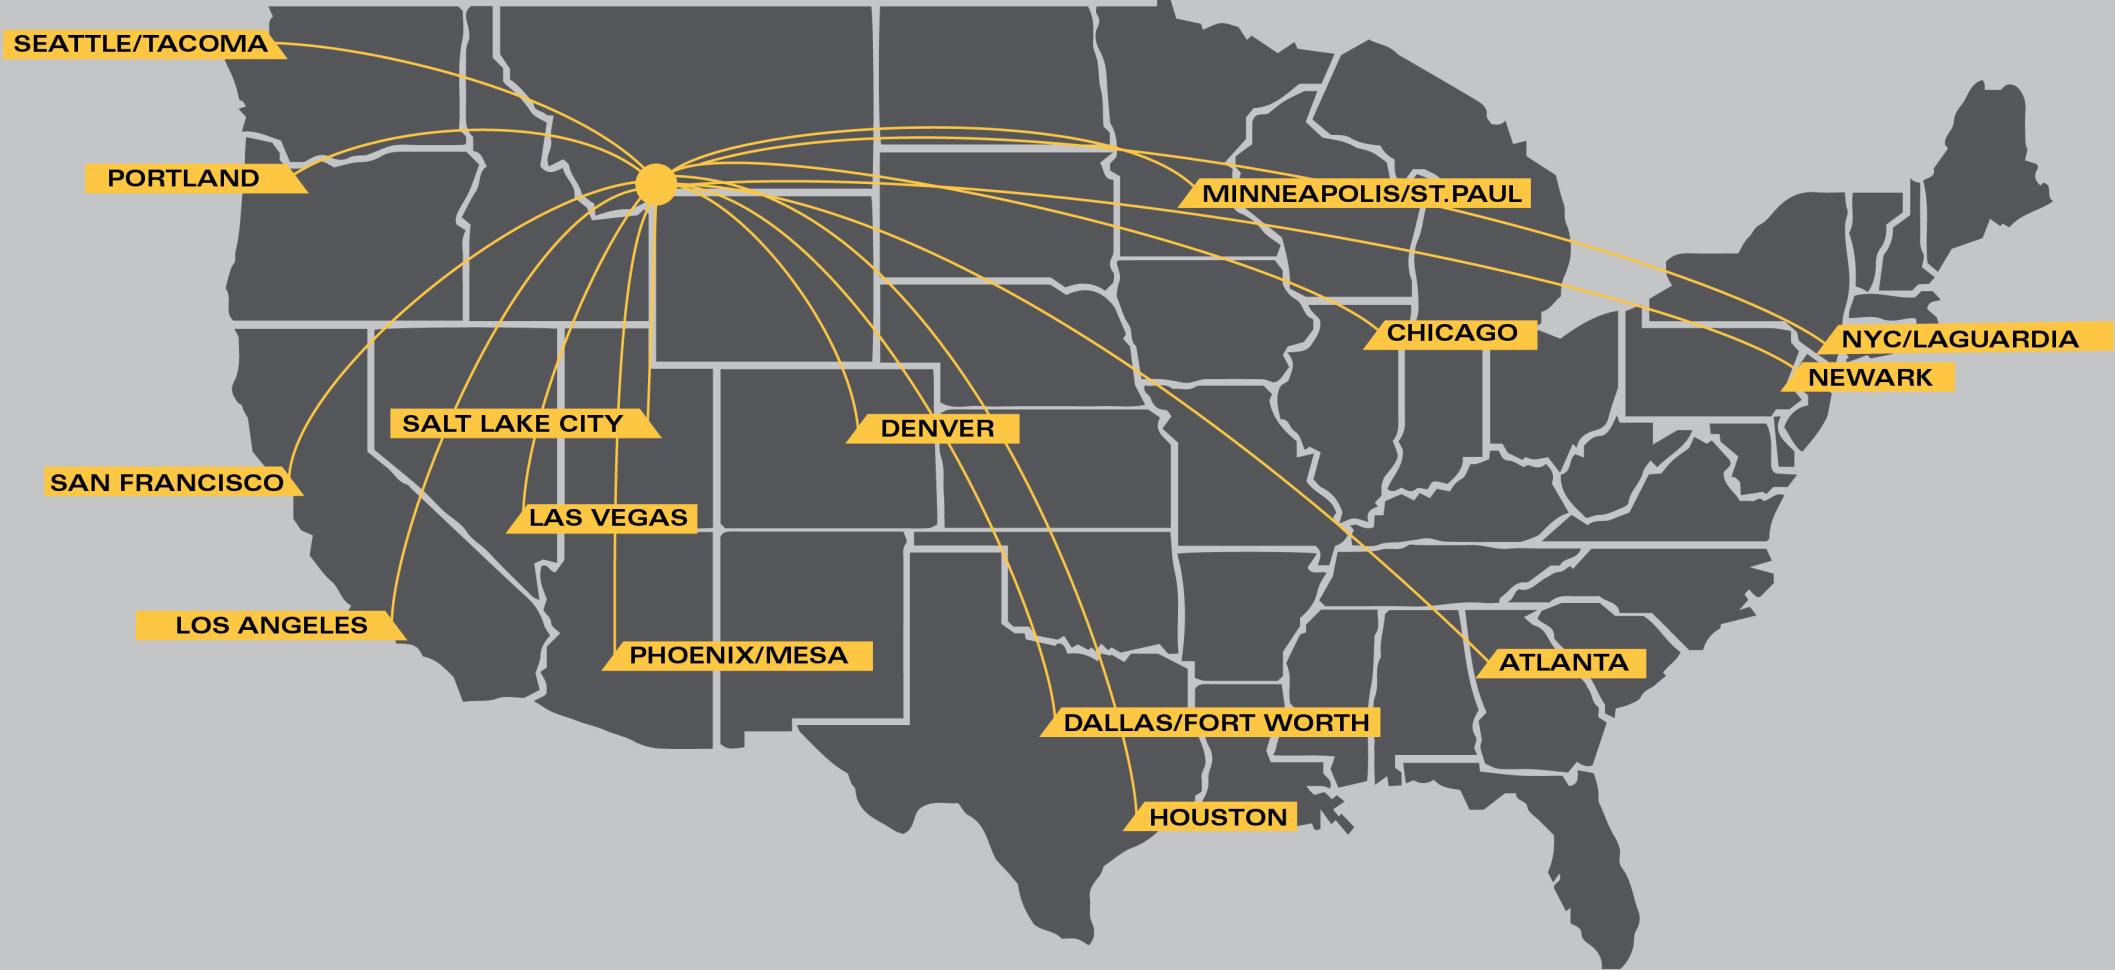 SEATTLE/TACOMA
PORTLAND
MINNEAPOLIS/ST.PAUL
CHICAGO
NYC/LAGUARDIA
NEWARK
SALT LAKE CITY
DENVER
SAN FRANCISCO
LAS VEGAS
LOS ANGELES
PHOENIX/MESA
ATLANTA
DALLAS/FORT WORTH
HOUSTON